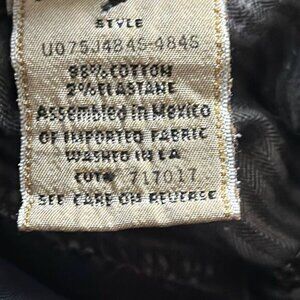 STYLE
U075J484S-484S
98% COTTON
2% ELASTANE
Assembled in Mexico
OF IMPORTED FABRIC
WASHED IN LA
CUT# 717017
SEE CARE ON REVERSE